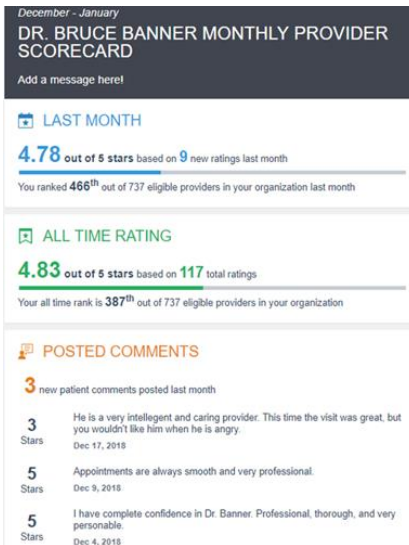 December - January
DR. BRUCE BANNER MONTHLY PROVIDER
SCORECARD
Add a message here!
LAST MONTH
4.78 out of 5 stars based on 9 new ratings last month
You ranked 466th out of 737 eligible providers in your organization last month
ALL TIME RATING
4.83 out of 5 stars based on 117 total ratings
Your all time rank is 387th out of 737 eligible providers in your organization
POSTED COMMENTS
3 new patient comments posted last month
3
Stars
He is a very intellegent and caring provider. This time the visit was great, but
you wouldn't like him when he is angry.
Dec 17, 2018
5
Stars
Appointments are always smooth and very professional.
Dec 9, 2018
5
Stars
I have complete confidence in Dr. Banner. Professional, thorough, and very
personable.
Dec 4, 2018